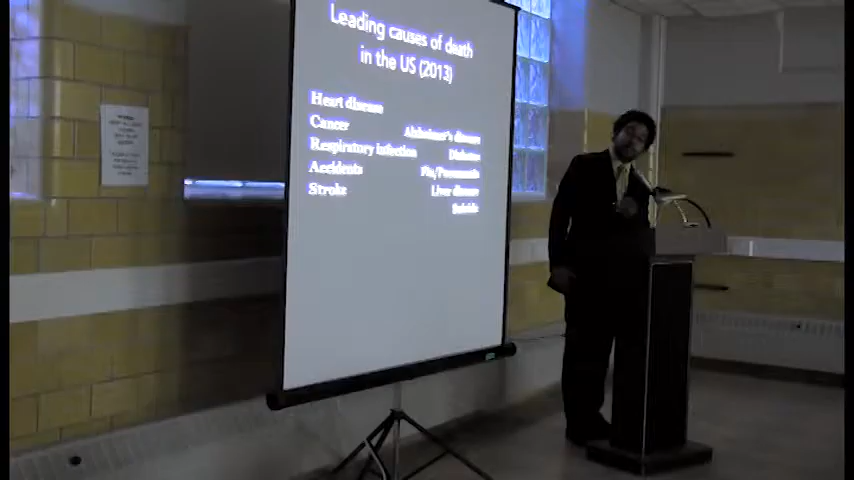 Leading causes of death
in the US (2013)
Heart disease
Cancer
Respiratory infection
Accidents
Stroke
Alzheimer's disease
Diabetes
Flu/Pneumonia
Liver disease
Suicide